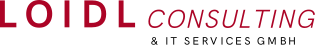 LOIDL CONSULTING
& IT SERVICES GMBH